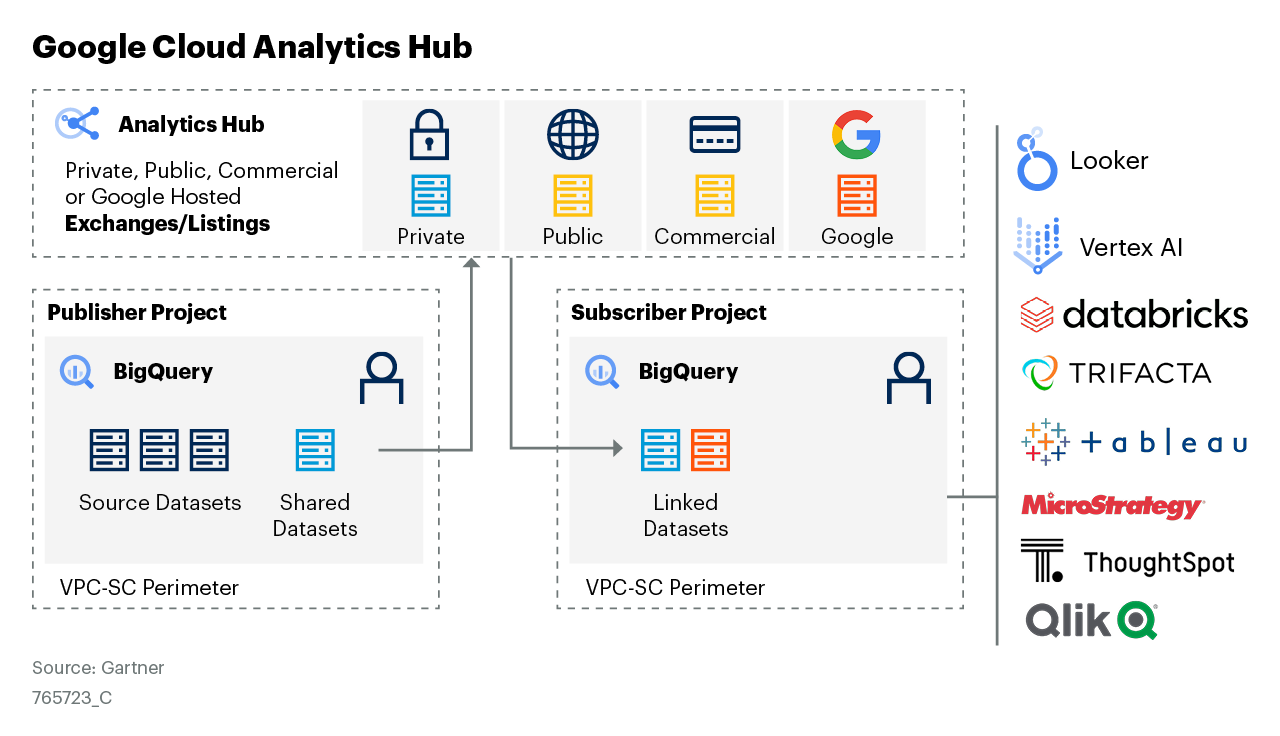 Google Cloud Analytics Hub
Analytics Hub
Private, Public, Commercial
or Google Hosted
Exchanges/Listings
Private
Public
Commercial
Google
Publisher Project
BigQuery
Source Datasets
Shared
Datasets
VPC-SC Perimeter
Subscriber Project
BigQuery
Linked
Datasets
VPC-SC Perimeter
Looker
Vertex AI
databricks
TRIFACTA
+ableau
MicroStrategy®
ThoughtSpot
Qlik ®
Source: Gartner
765723_C